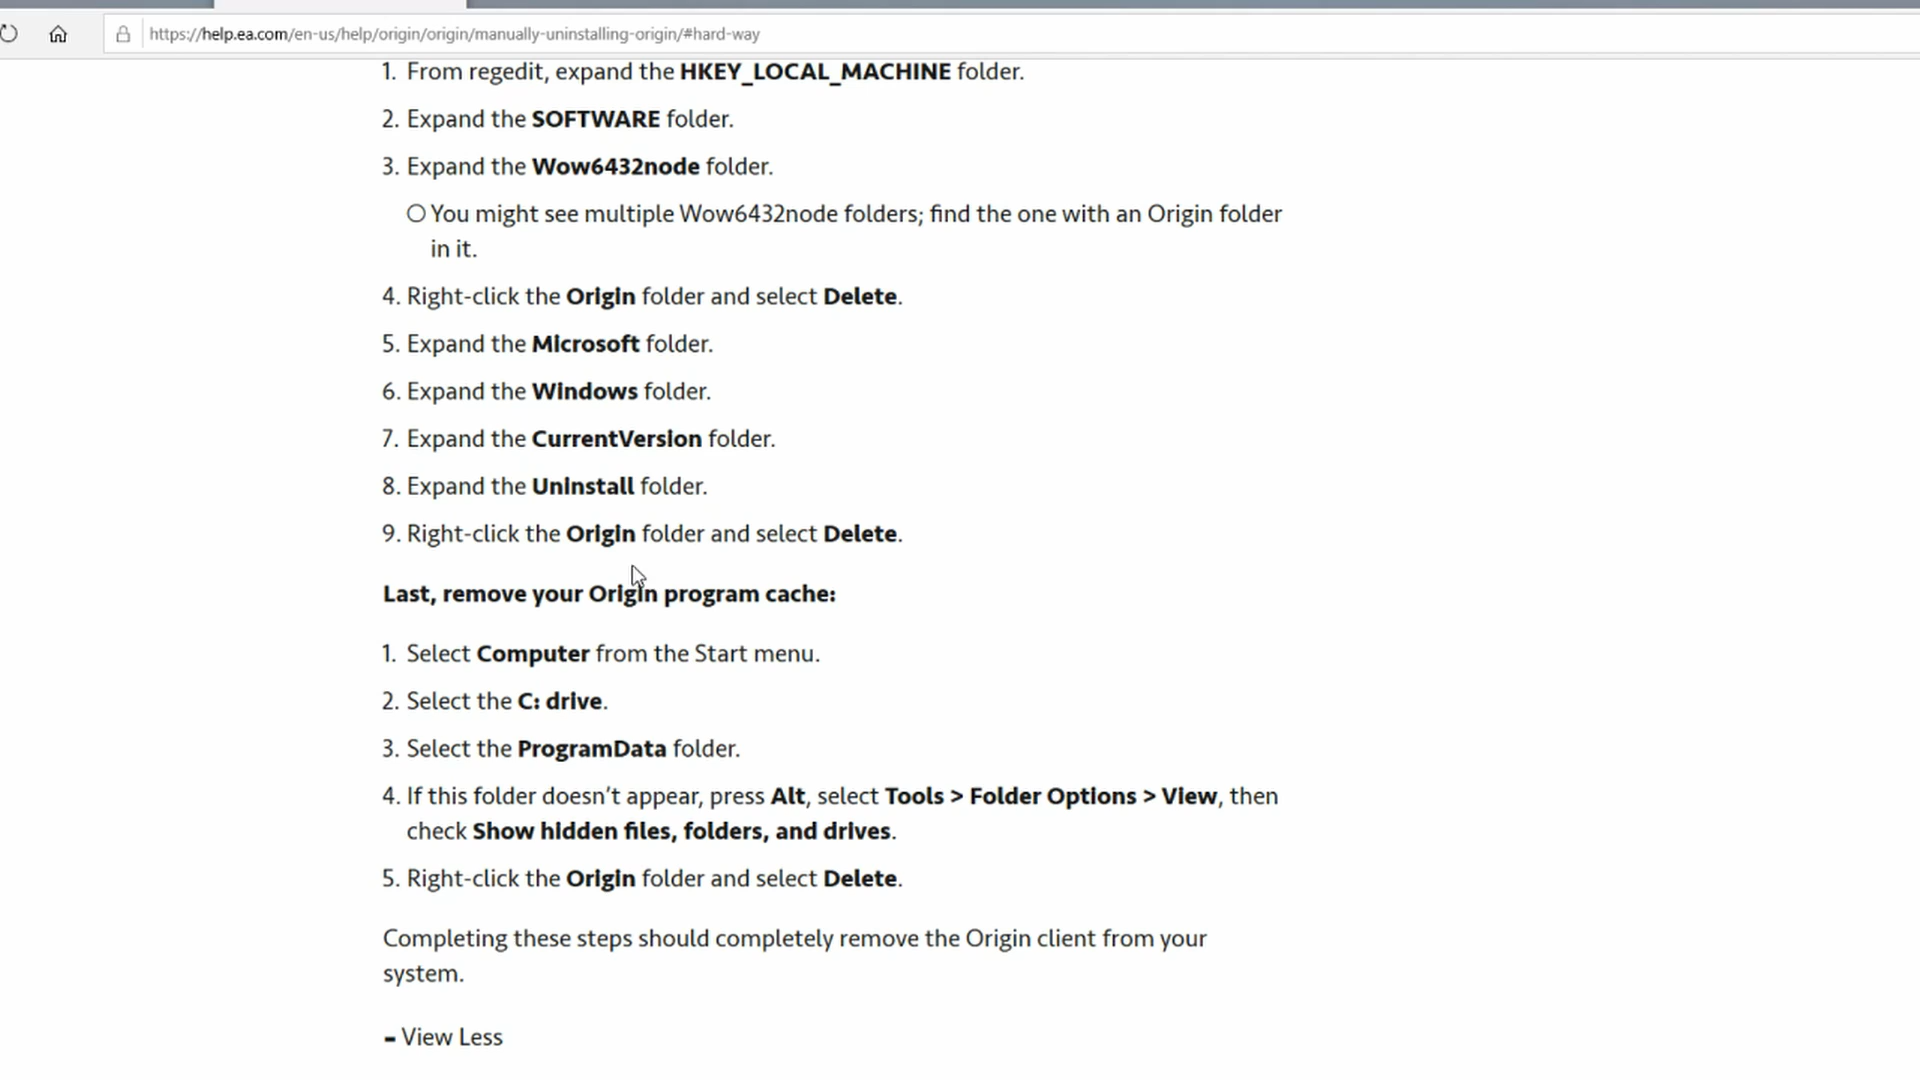 https://help.ea.com/en-us/help/origin/origin/manually-uninstalling-origin/#hard-way
1. From regedit, expand the HKEY_LOCAL_MACHINE folder.
2. Expand the SOFTWARE folder.
3. Expand the Wow6432node folder.
You might see multiple Wow6432node folders; find the one with an Origin folder
in it.
4. Right-click the Origin folder and select Delete.
5. Expand the Microsoft folder.
6. Expand the Windows folder.
7. Expand the CurrentVersion folder.
8. Expand the Uninstall folder.
9. Right-click the Origin folder and select Delete.
Last, remove your Origin program cache:
1. Select Computer from the Start menu.
2. Select the C: drive.
3. Select the ProgramData folder.
4. If this folder doesn’t appear, press Alt, select Tools > Folder Options > View, then
check Show hidden files, folders, and drives.
5. Right-click the Origin folder and select Delete.
Completing these steps should completely remove the Origin client from your
system.
– View Less